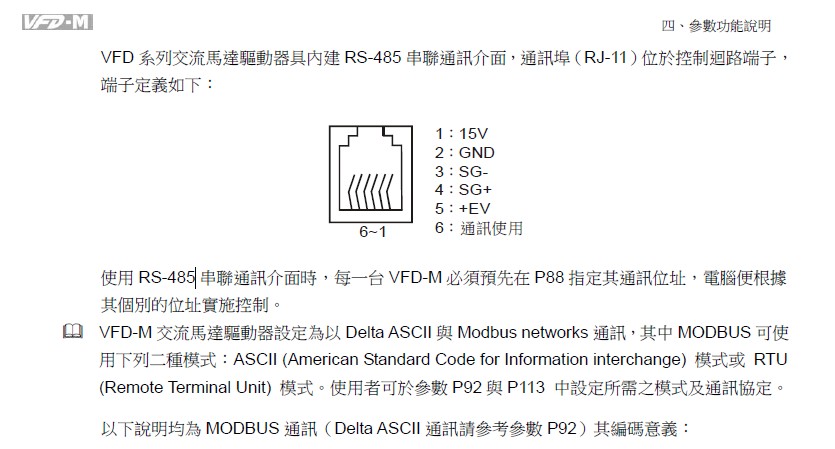 VFD-M
四、參數功能說明
VFD 系列交流馬達驅動器具內建 RS-485 串聯通訊介面，通訊埠（RJ-11）位於控制迴路端子，
端子定義如下：
1：15V
2：GND
3：SG-
4：SG+
5：+EV
6：通訊使用
6~1
使用 RS-485 串聯通訊介面時，每一台 VFD-M 必須預先在 P88 指定其通訊位址，電腦便根據
其個別的位址實施控制。
VFD-M 交流馬達驅動器設定為以 Delta ASCII 與 Modbus networks 通訊，其中 MODBUS 可使
用下列二種模式：ASCII (American Standard Code for Information interchange) 模式或 RTU
(Remote Terminal Unit) 模式。使用者可於參數 P92 與 P113 中設定所需之模式及通訊協定。
以下說明均為 MODBUS 通訊（Delta ASCII 通訊請參考參數 P92）其編碼意義：